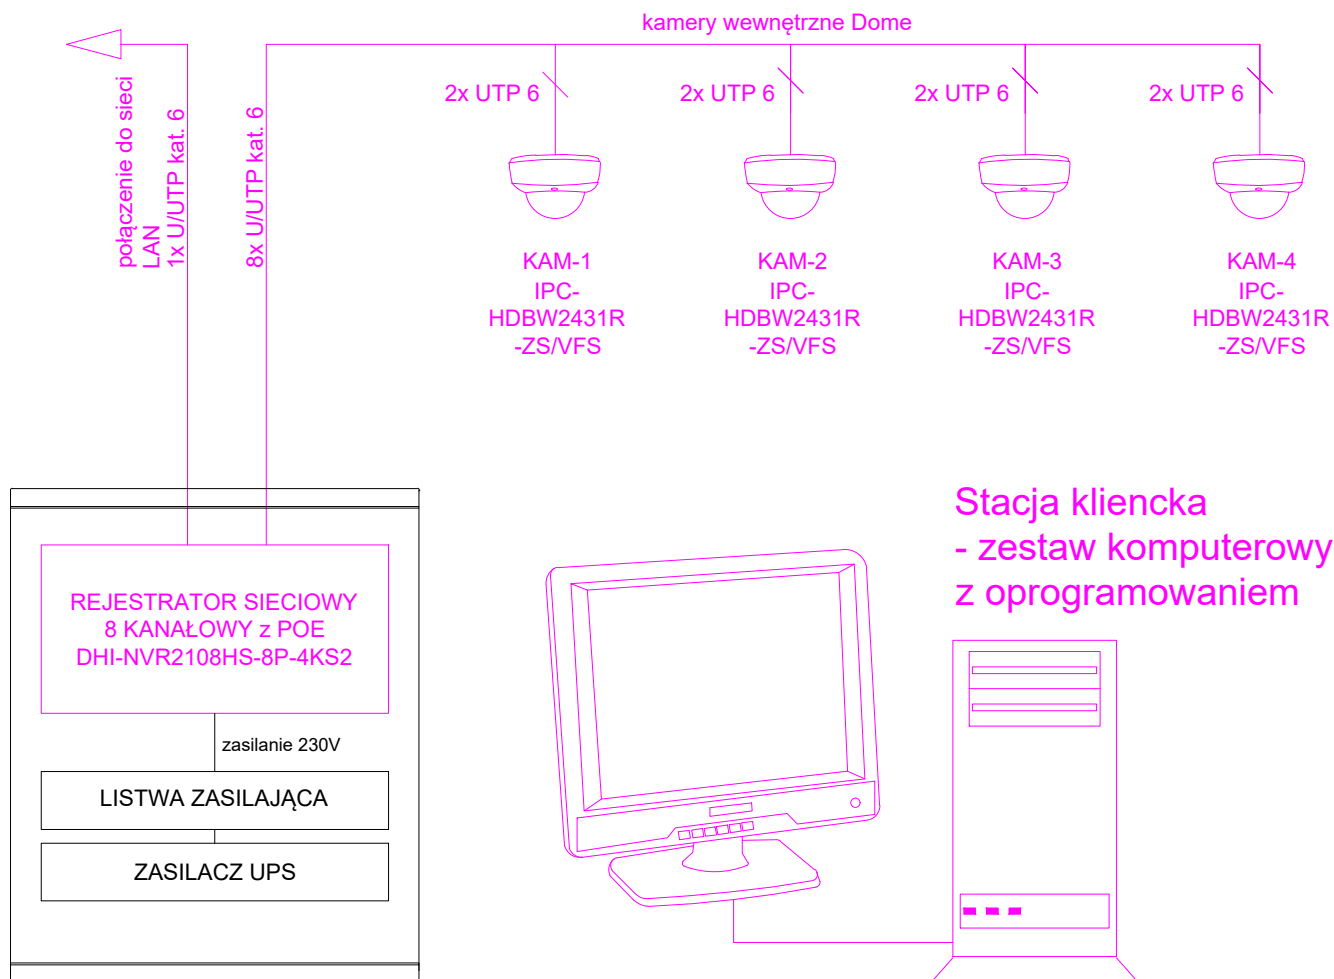 kamery wewnętrzne Dome
połączenie do sieci
LAN
1x U/UTP kat. 6
8x U/UTP kat. 6
2x UTP 6
2x UTP 6
2x UTP 6
2x UTP 6
KAM-1
IPC-
HDBW2431R
-ZS/VFS
KAM-2
IPC-
HDBW2431R
-ZS/VFS
KAM-3
IPC-
HDBW2431R
-ZS/VFS
KAM-4
IPC-
HDBW2431R
-ZS/VFS
Stacja kliencka
- zestaw komputerowy
z oprogramowaniem
REJESTRATOR SIECIOWY
8 KANAŁOWY z POE
DHI-NVR2108HS-8P-4KS2
zasilanie 230V
LISTWA ZASILAJĄCA
ZASILACZ UPS